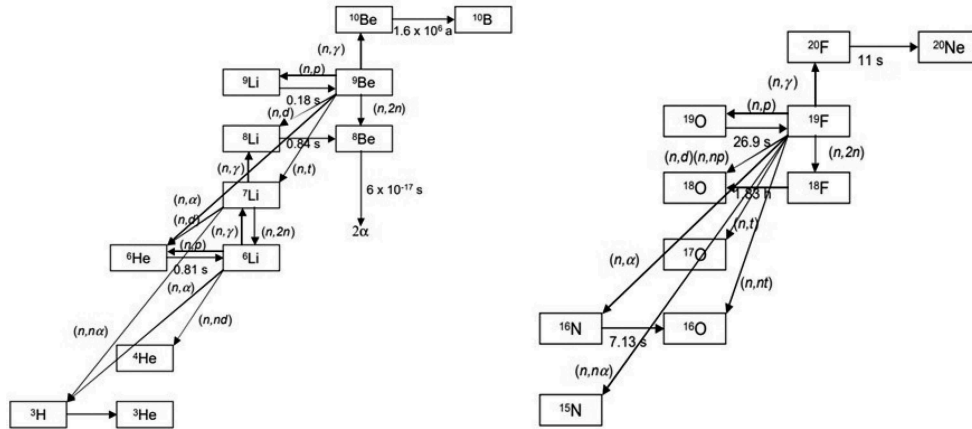 ¹⁰Be
¹⁰B
1.6 x 10⁶ a
(n,γ)
⁹Li
(n,p)
⁹Be
0.18 s
(n,d)
(n,2n)
⁸Li
⁸Be
0.84 s
(n,γ)
(n,t)
6 x 10⁻¹⁷ s
(n,α)
⁷Li
(n,d)
(n,γ)
(n,2n)
2α
⁶He
(n,p)
⁶Li
0.81 s
(n,α)
(n,nα)
(n,nd)
⁴He
³H
³He
²⁰F
²⁰Ne
11 s
(n,γ)
¹⁹O
(n,p)
¹⁹F
26.9 s
(n,d)(n,np)
(n,2n)
¹⁸O
¹⁸F
1.83 h
(n,t)
¹⁷O
(n,α)
(n,nt)
¹⁶N
¹⁶O
7.13 s
(n,nα)
¹⁵N